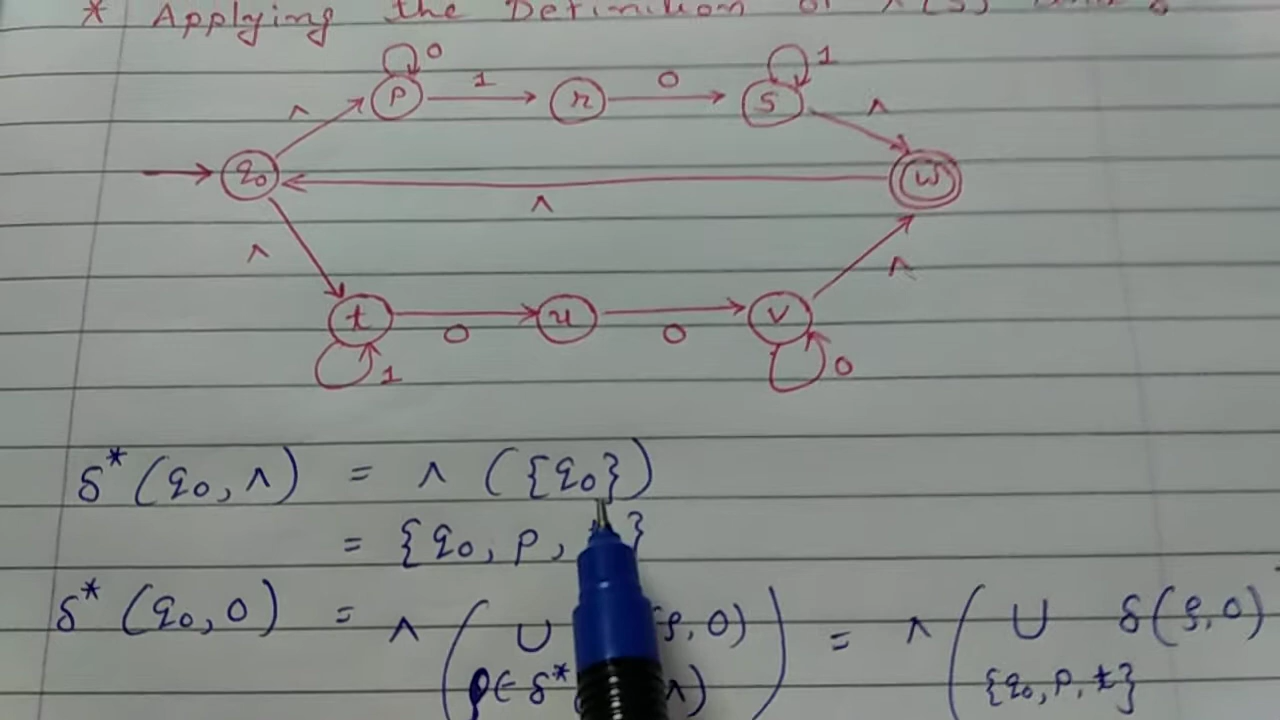 * Applying the Definition of
0 1
Λ P 1 r 0 S Λ
q0 w
Λ
Λ Λ
t 0 u 0 v
1 0
δ*(q0, Λ) = Λ({q0})
= {q0, p, }
δ*(q0, 0) = Λ ( ∪ (p, 0) ) = Λ ( ∪ δ(p, 0)
p∈ δ* Λ) {q0, p, t}